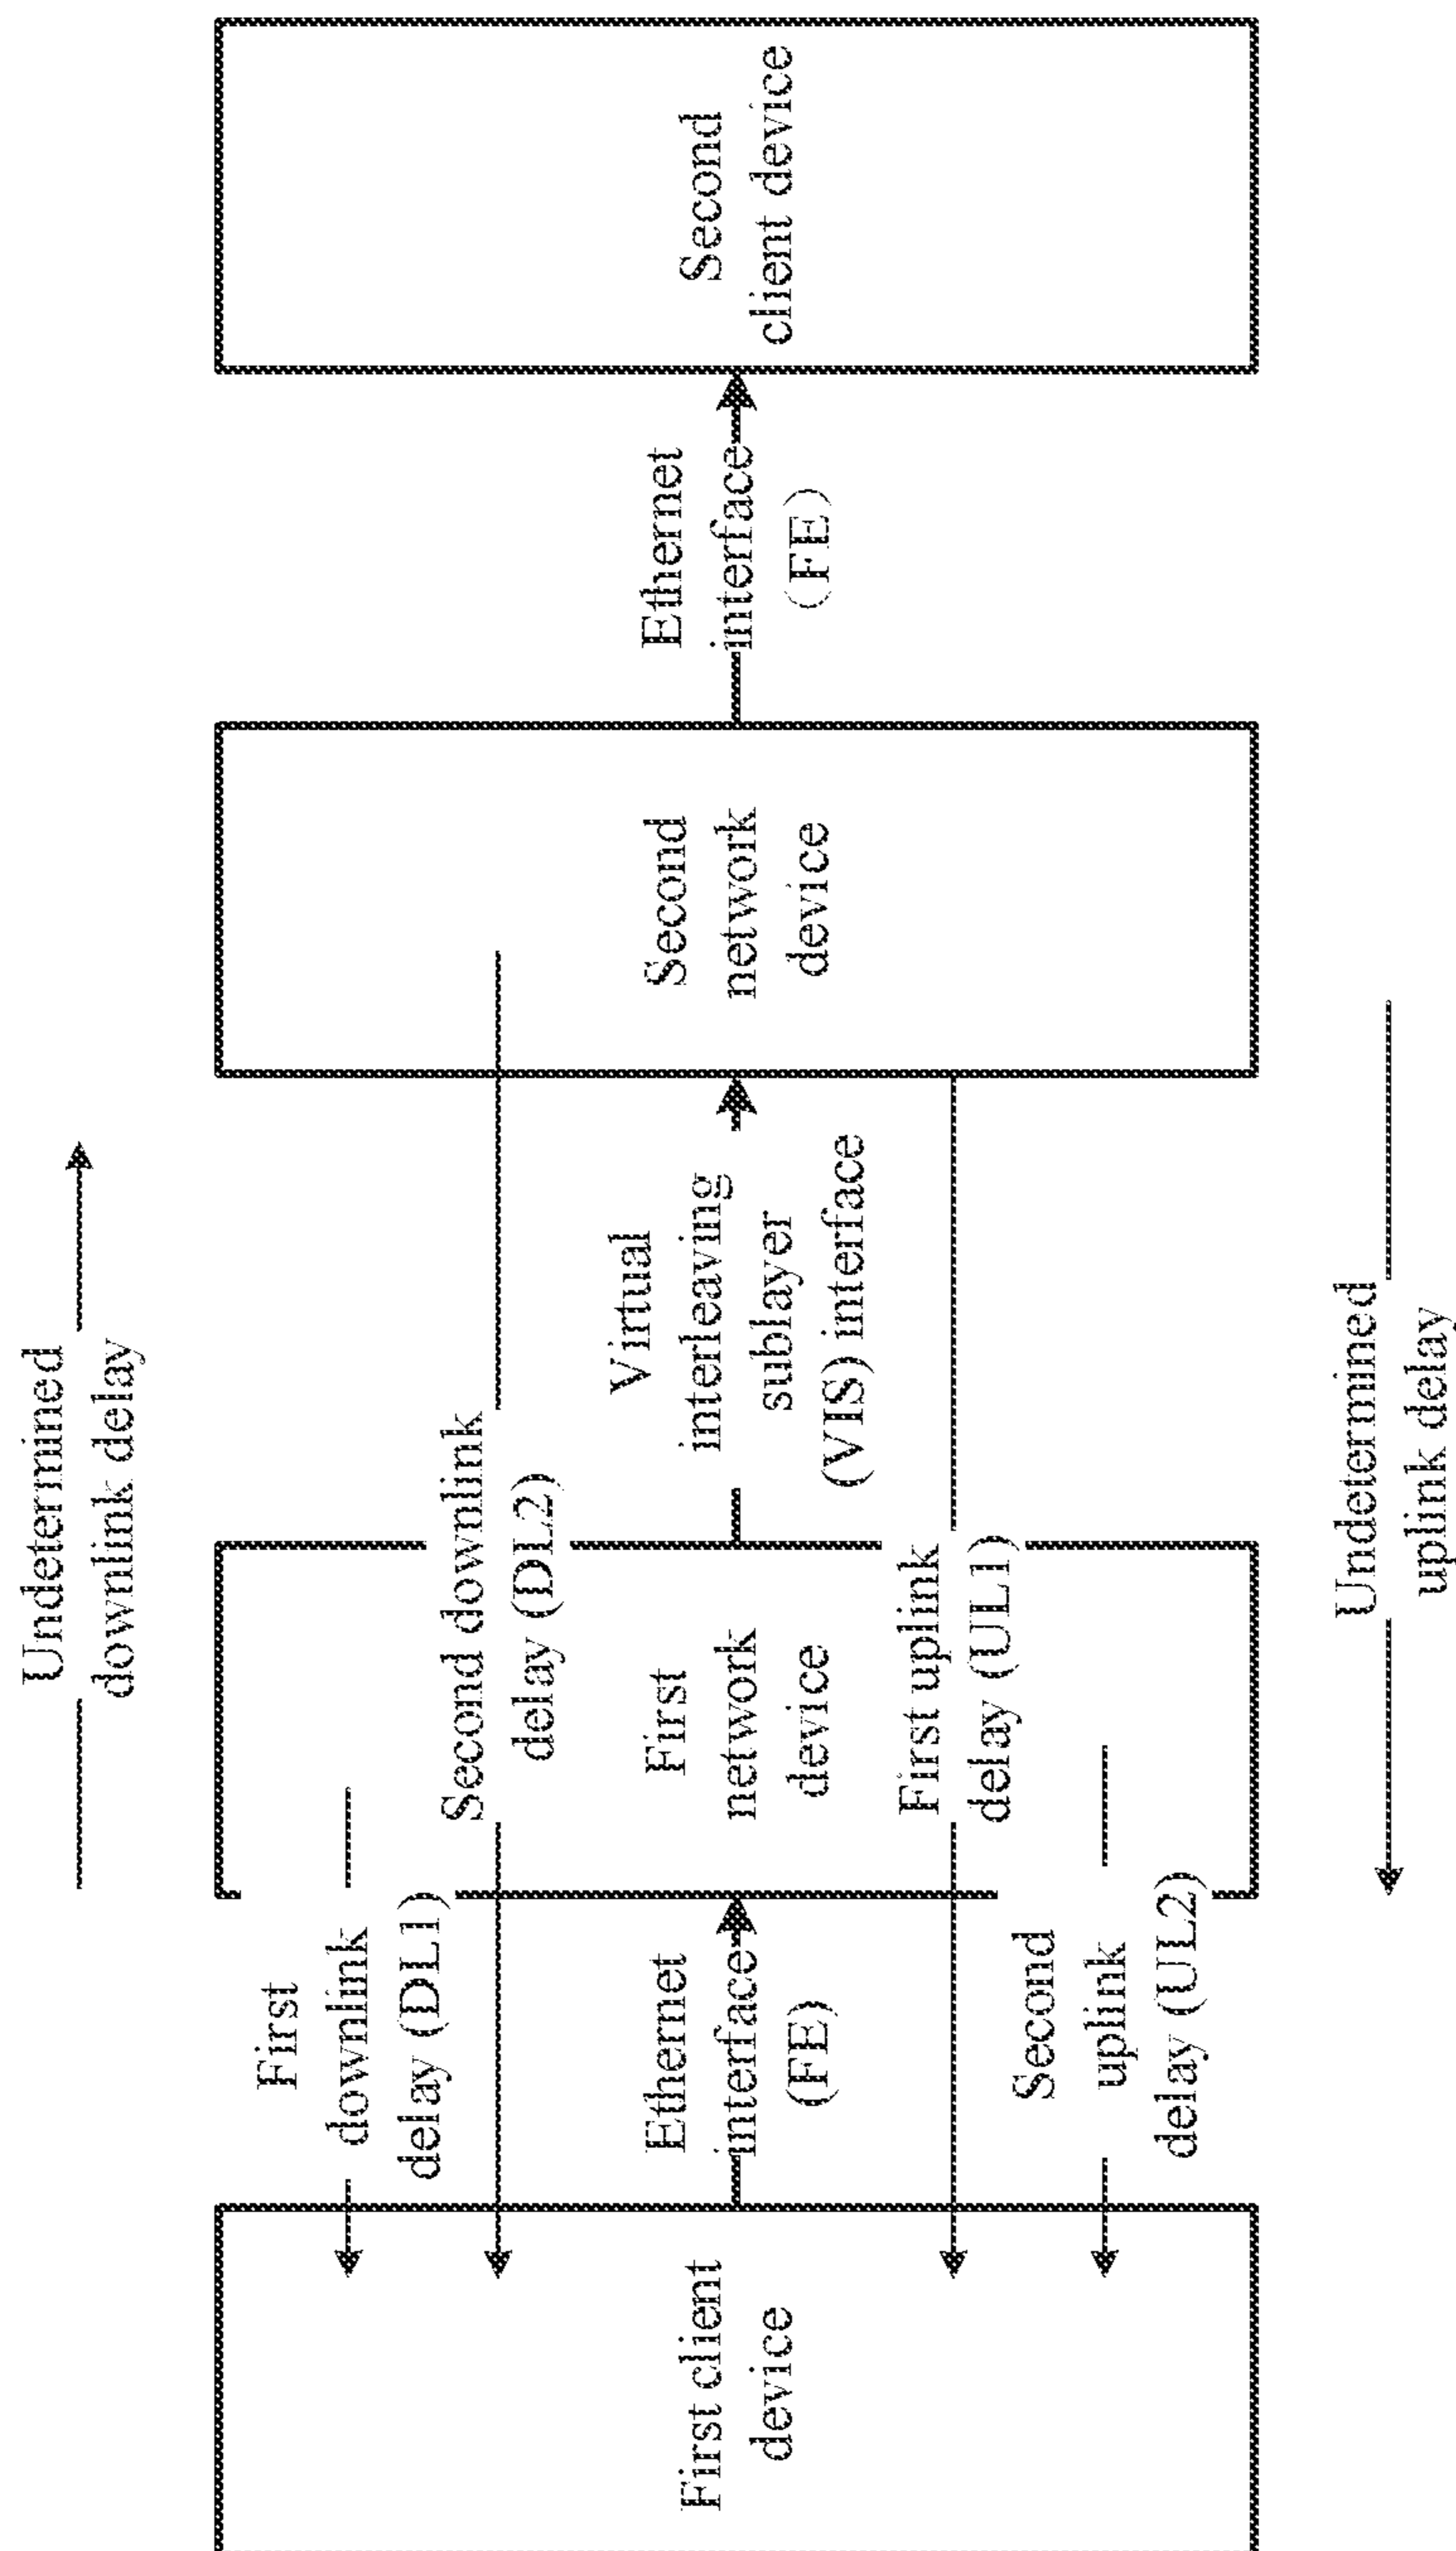 Undetermined
downlink delay
First
downlink
delay (DL1)
Second downlink
delay (DL2)
First client
device
Ethernet
interface
(FE)
First
network
device
Virtual
interleaving
sublayer
(VIS) interface
Second
network
device
Ethernet
interface
(FE)
Second
client device
First uplink
delay (UL1)
Second
uplink
delay (UL2)
Undetermined
uplink delay